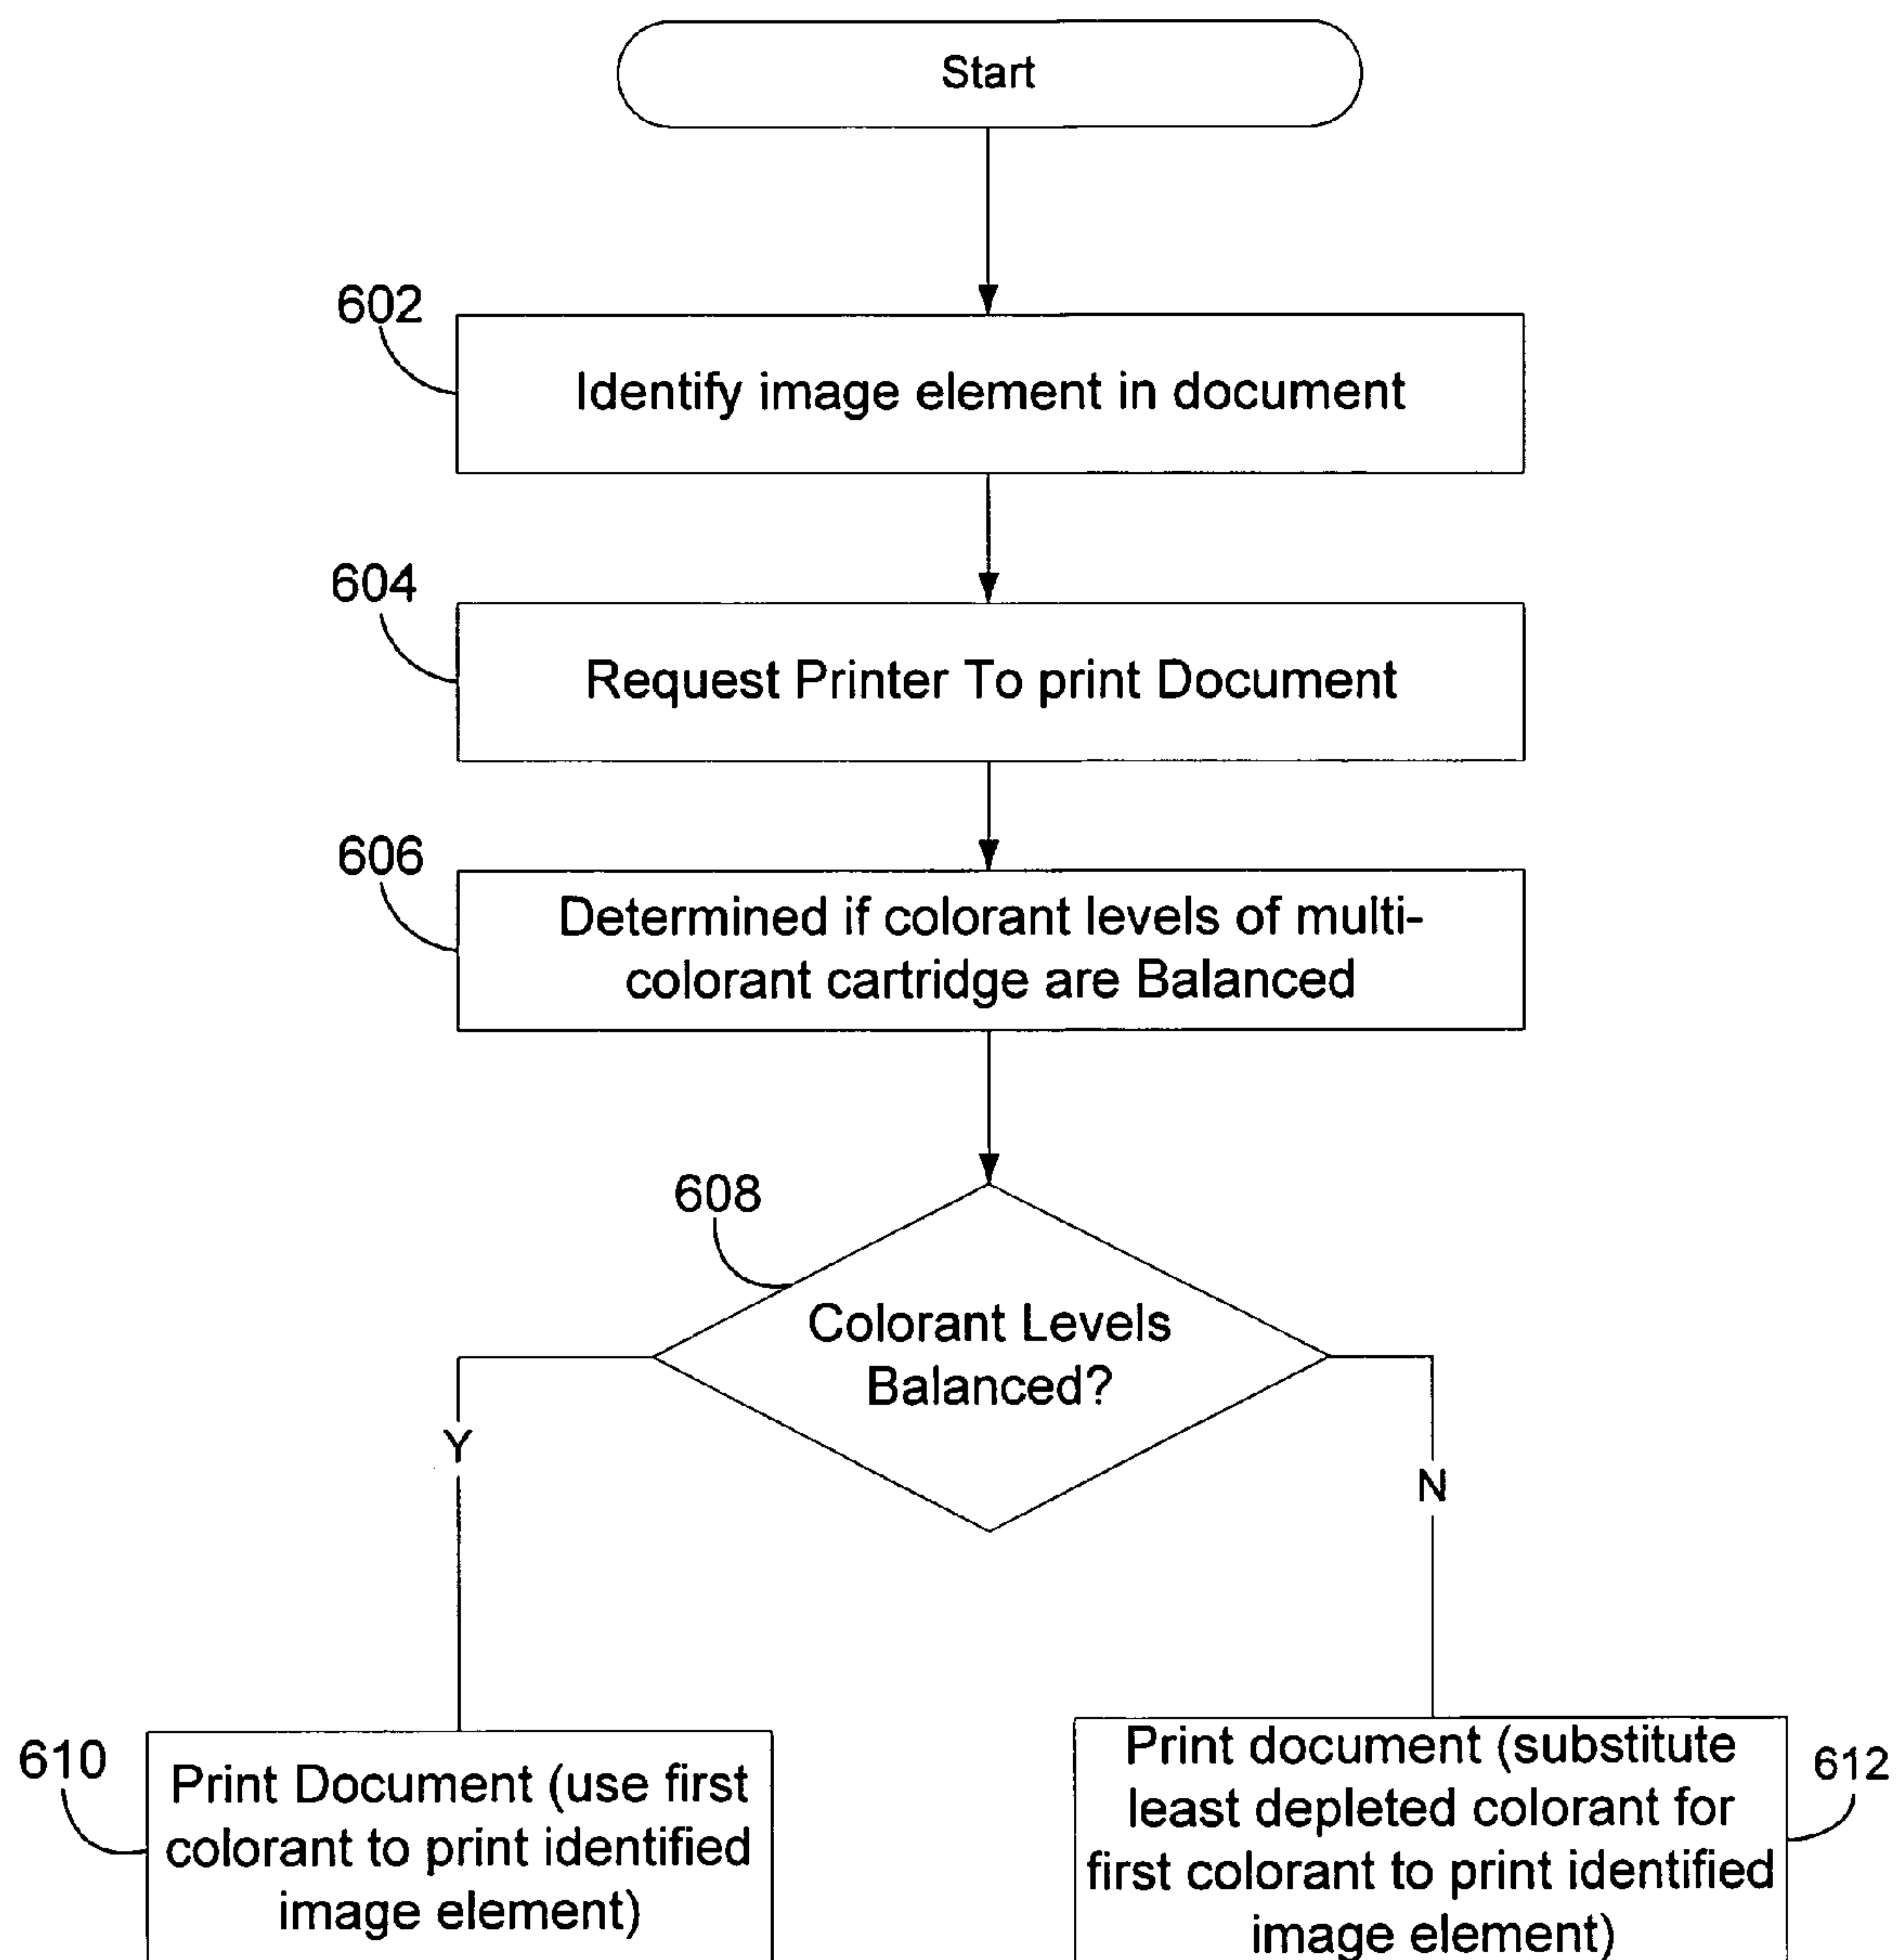 Start
602
Identify image element in document
604
Request Printer To print Document
606
Determined if colorant levels of multi-
colorant cartridge are Balanced
608
Colorant Levels
Balanced?
Y
N
610
Print Document (use first
colorant to print identified
image element)
Print document (substitute
least depleted colorant for
first colorant to print identified
image element)
612